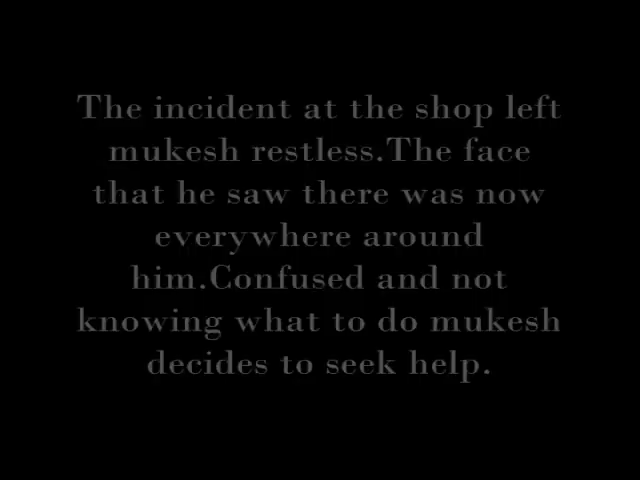 The incident at the shop left
mukesh restless.The face
that he saw there was now
everywhere around
him.Confused and not
knowing what to do mukesh
decides to seek help.